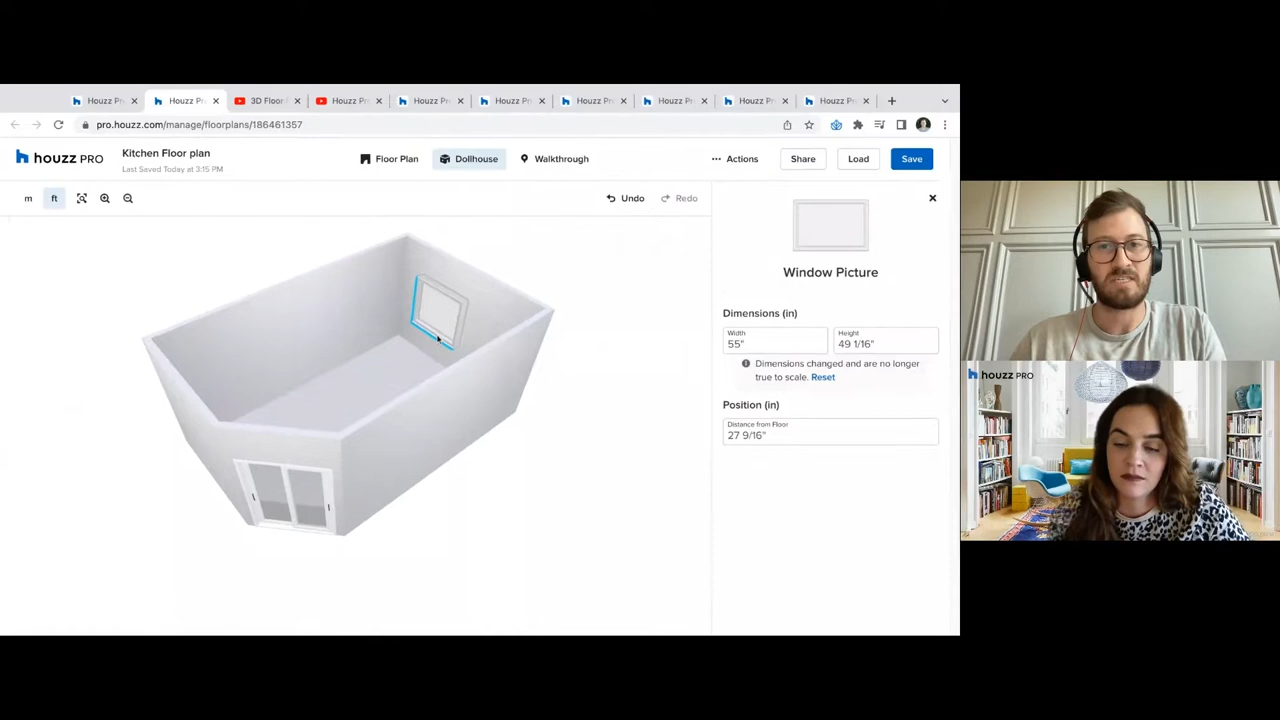 Houzz Pr
Houzz Pr
3D Floor
Houzz Pro
Houzz Pr
Houzz Pr
Houzz Pr
Houzz Pr
Houzz Pr
Houzz Pr
pro.houzz.com/manage/floorplans/186461357
houzz PRO
Kitchen Floor plan
Last Saved Today at 3:15 PM
Floor Plan
Dollhouse
Walkthrough
Actions
Share
Load
Save
m
ft
Undo
Redo
Window Picture
Dimensions (in)
Width
55"
Height
49 1/16"
Dimensions changed and are no longer
true to scale. Reset
Position (in)
Distance from Floor
27 9/16"
houzz PRO